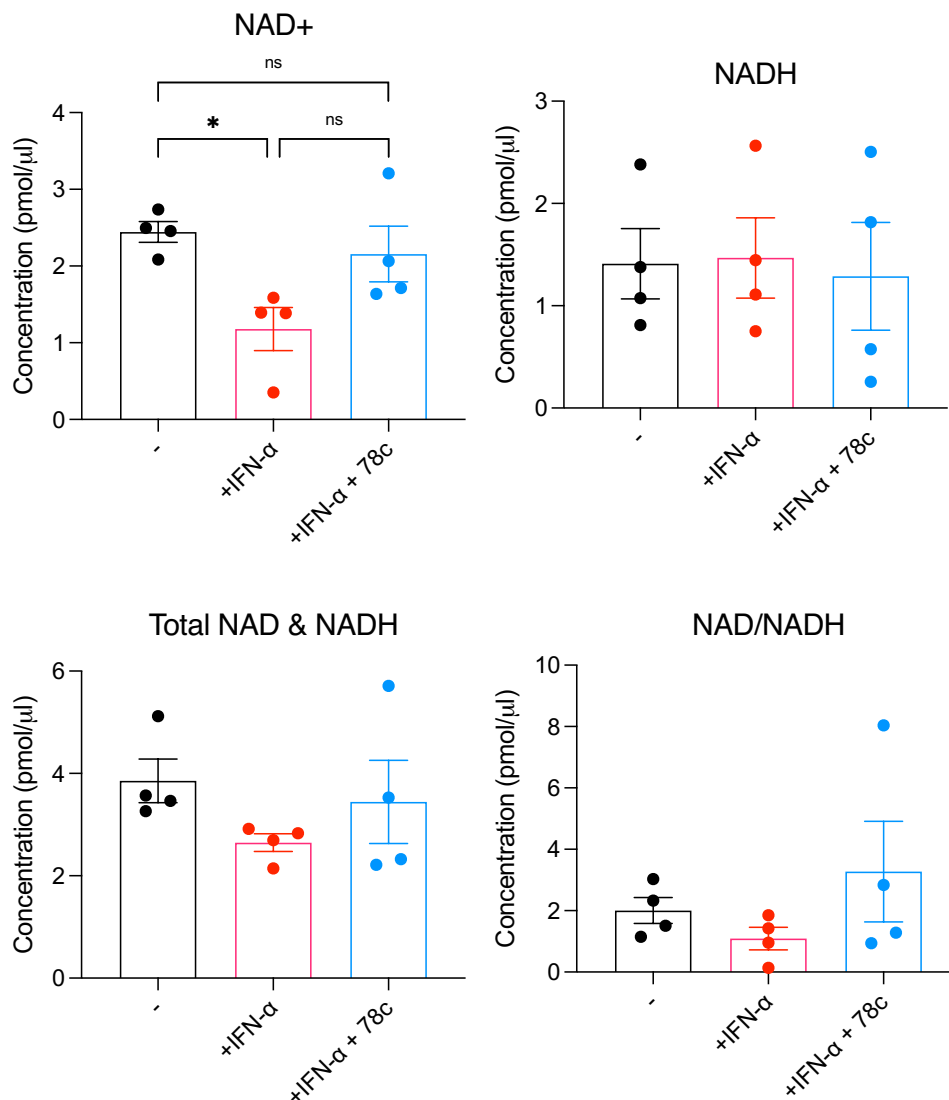 NAD+
ns
*
ns
Concentration (pmol/µl)
4
3
2
1
0
-
+IFN-α
+IFN-α + 78c
NADH
Concentration (pmol/µl)
3
2
1
0
-
+IFN-α
+IFN-α + 78c
Total NAD & NADH
Concentration (pmol/µl)
6
4
2
0
-
+IFN-α
+IFN-α + 78c
NAD/NADH
Concentration (pmol/µl)
10
8
6
4
2
0
-
+IFN-α
+IFN-α + 78c